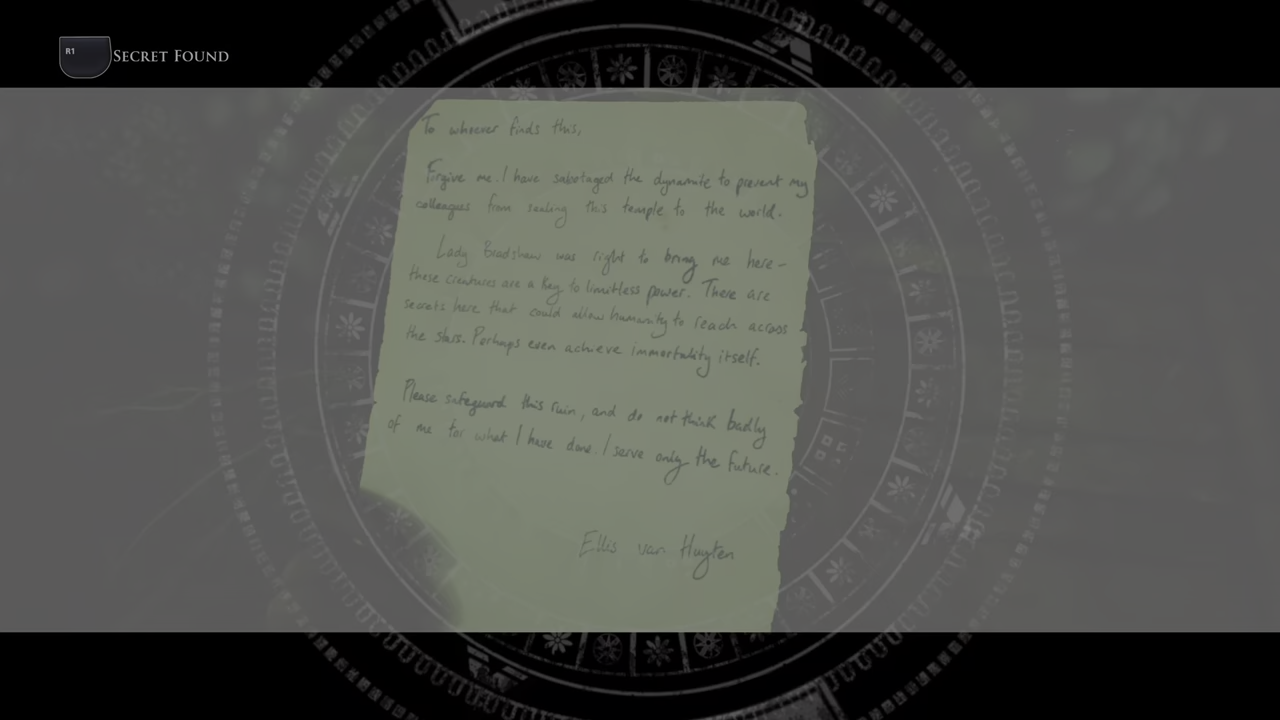 R1
SECRET FOUND
To whoever finds this,
Forgive me. I have sabotaged the dynamite to prevent my
colleagues from sealing this temple to the world.
Lady Bradshaw was right to bring me here –
these creatures are a key to limitless power. There are
secrets here that could allow humanity to reach across
the stars. Perhaps even achieve immortality itself.
Please safeguard this ruin, and do not think badly
of me for what I have done. I serve only the future.
Ellis van Huyten